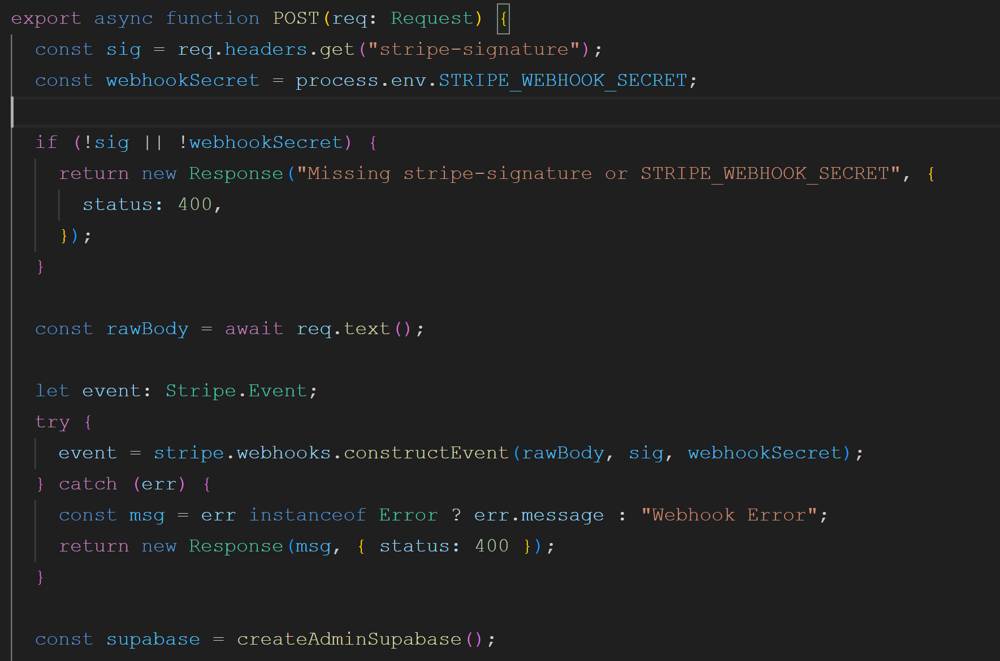 export async function POST(req: Request) {
  const sig = req.headers.get("stripe-signature");
  const webhookSecret = process.env.STRIPE_WEBHOOK_SECRET;

  if (!sig || !webhookSecret) {
    return new Response("Missing stripe-signature or STRIPE_WEBHOOK_SECRET", {
      status: 400,
    });
  }

  const rawBody = await req.text();

  let event: Stripe.Event;
  try {
    event = stripe.webhooks.constructEvent(rawBody, sig, webhookSecret);
  } catch (err) {
    const msg = err instanceof Error ? err.message : "Webhook Error";
    return new Response(msg, { status: 400 });
  }

  const supabase = createAdminSupabase();